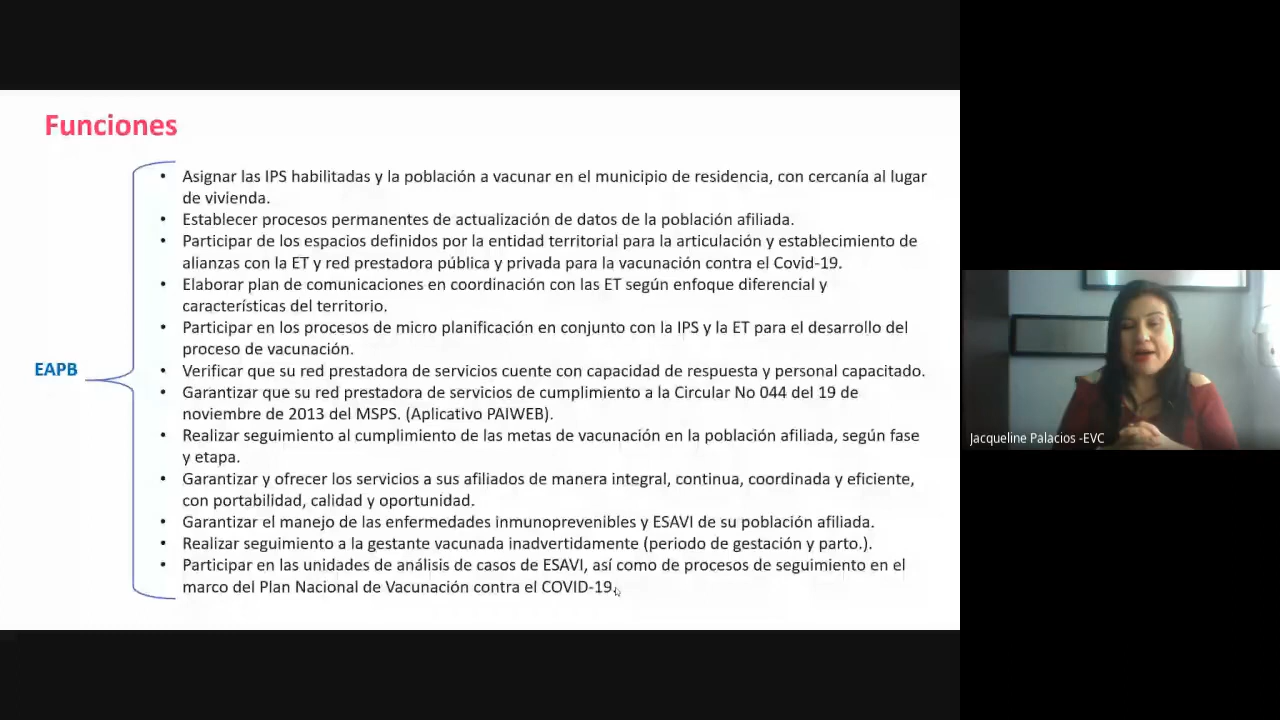 Funciones
EAPB
• Asignar las IPS habilitadas y la población a vacunar en el municipio de residencia, con cercanía al lugar
de vivienda.
• Establecer procesos permanentes de actualización de datos de la población afiliada.
• Participar de los espacios definidos por la entidad territorial para la articulación y establecimiento de
alianzas con la ET y red prestadora pública y privada para la vacunación contra el Covid-19.
• Elaborar plan de comunicaciones en coordinación con las ET según enfoque diferencial y
características del territorio.
• Participar en los procesos de micro planificación en conjunto con la IPS y la ET para el desarrollo del
proceso de vacunación.
• Verificar que su red prestadora de servicios cuente con capacidad de respuesta y personal capacitado.
• Garantizar que su red prestadora de servicios de cumplimiento a la Circular No 044 del 19 de
noviembre de 2013 del MSPS. (Aplicativo PAIWEB).
• Realizar seguimiento al cumplimiento de las metas de vacunación en la población afiliada, según fase
y etapa.
• Garantizar y ofrecer los servicios a sus afiliados de manera integral, continua, coordinada y eficiente,
con portabilidad, calidad y oportunidad.
• Garantizar el manejo de las enfermedades inmunoprevenibles y ESAVI de su población afiliada.
• Realizar seguimiento a la gestante vacunada inadvertidamente (periodo de gestación y parto.).
• Participar en las unidades de análisis de casos de ESAVI, así como de procesos de seguimiento en el
marco del Plan Nacional de Vacunación contra el COVID-19.
Jacqueline Palacios -EVC